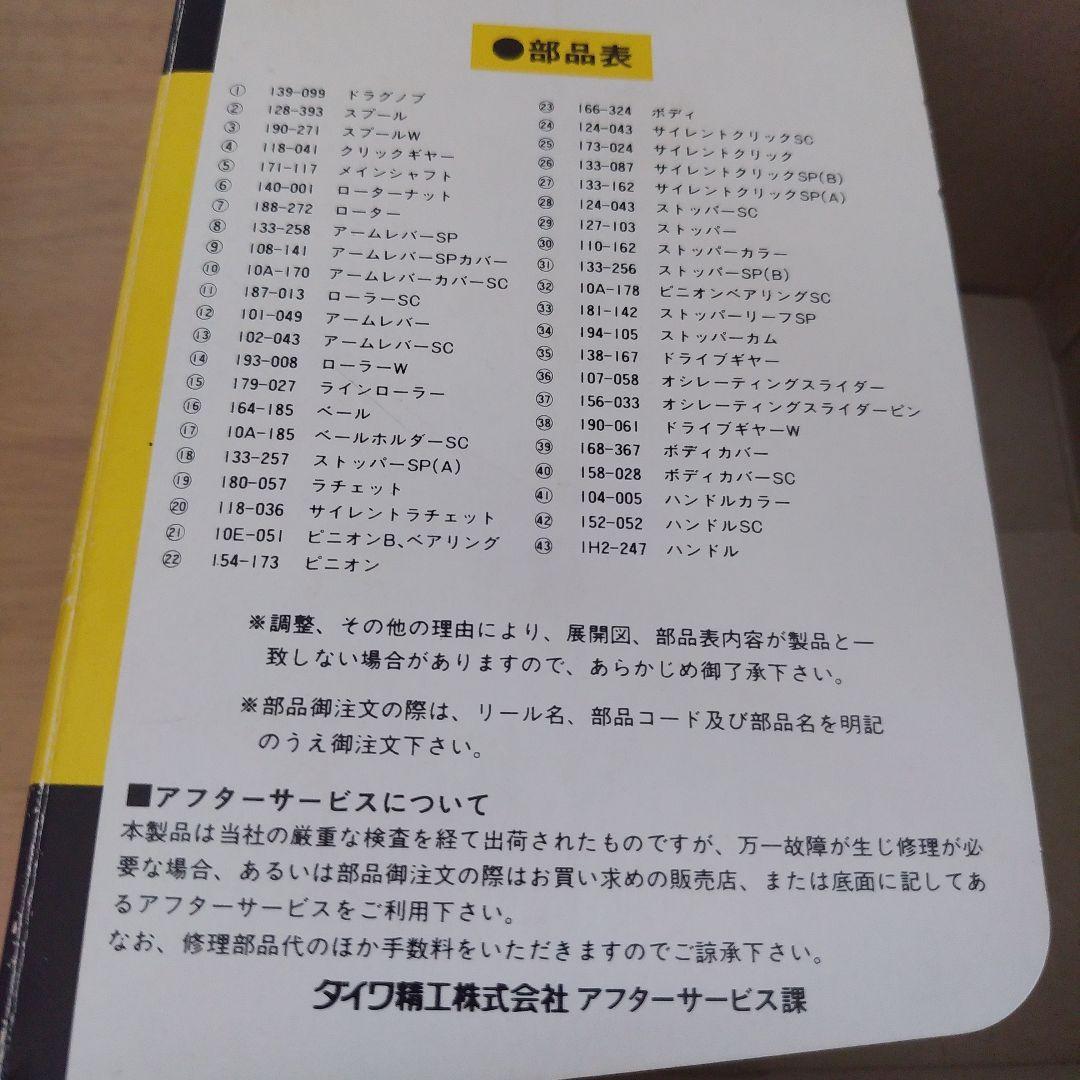 ●部品表
① 139-099 ドラグノブ
② 128-393 スプール
③ 190-271 スプールW
④ 118-041 クリックギヤー
⑤ 171-117 メインシャフト
⑥ 140-001 ローターナット
⑦ 188-272 ローター
⑧ 133-258 アームレバーSP
⑨ 108-141 アームレバーSPカバー
⑩ 10A-170 アームレバーカバーSC
⑪ 187-013 ローラーSC
⑫ 101-049 アームレバー
⑬ 102-043 アームレバーSC
⑭ 193-008 ローラーW
⑮ 179-027 ラインローラー
⑯ 164-185 ベール
⑰ 10A-185 ベールホルダーSC
⑱ 133-257 ストッパーSP(A)
⑲ 180-057 ラチェット
⑳ 118-036 サイレントラチェット
㉑ 10E-051 ピニオンB、ベアリング
㉒ 154-173 ピニオン
㉓ 166-324 ボディ
㉔ 124-043 サイレントクリックSC
㉕ 173-024 サイレントクリック
㉖ 133-087 サイレントクリックSP(B)
㉗ 133-162 サイレントクリックSP(A)
㉘ 124-043 ストッパーSC
㉙ 127-103 ストッパー
㉚ 110-162 ストッパーカラー
㉛ 133-256 ストッパーSP(B)
㉜ 10A-178 ピニオンベアリングSC
㉝ 181-142 ストッパーリーフSP
㉞ 194-105 ストッパーカム
㉟ 138-167 ドライブギヤー
㊱ 107-058 オシレーティングスライダー
㊲ 156-033 オシレーティングスライダーピン
㊳ 190-061 ドライブギヤーW
㊴ 168-367 ボディカバー
㊵ 158-028 ボディカバーSC
㊶ 104-005 ハンドルカラー
㊷ 152-052 ハンドルSC
㊸ 1H2-247 ハンドル
※調整、その他の理由により、展開図、部品表内容が製品と一
致しない場合がありますので、あらかじめ御了承下さい。
※部品御注文の際は、リール名、部品コード及び部品名を明記
のうえ御注文下さい。
■アフターサービスについて
本製品は当社の厳重な検査を経て出荷されたものですが、万一故障が生じ修理が必
要な場合、あるいは部品御注文の際はお買い求めの販売店、または底面に記してあ
るアフターサービスをご利用下さい。
なお、修理部品代のほか手数料をいただきますのでご諒承下さい。
ダイワ精工株式会社 アフターサービス課